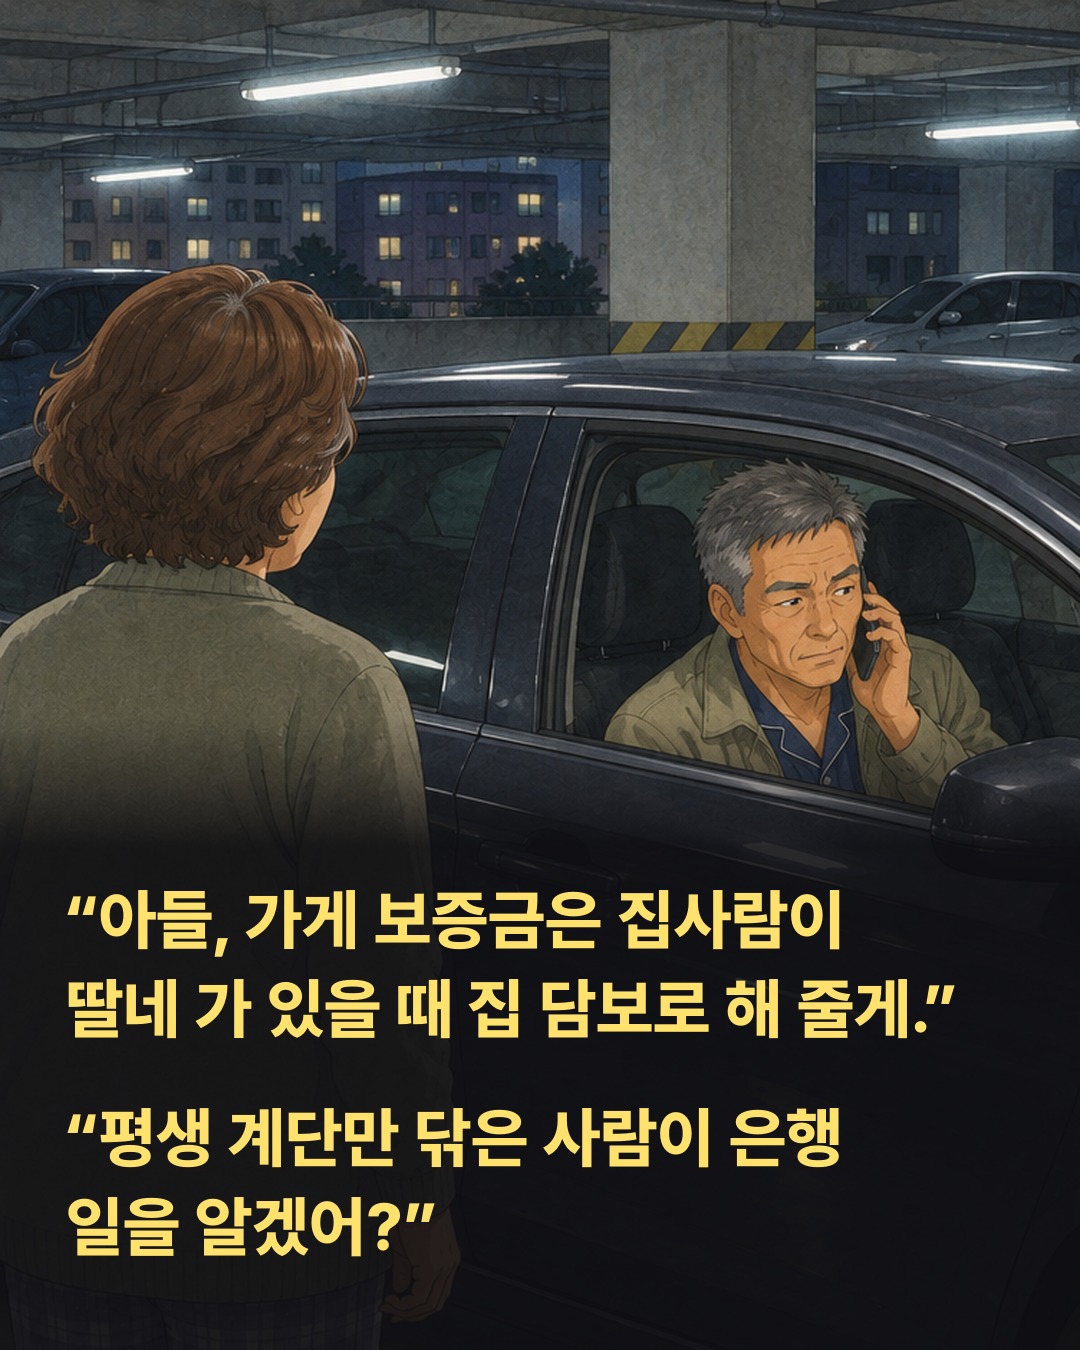 “아들, 가게 보증금은 집사람이
딸네 가 있을 때 집 담보로 해 줄게.”
“평생 계단만 닦은 사람이 은행
일을 알겠어?”